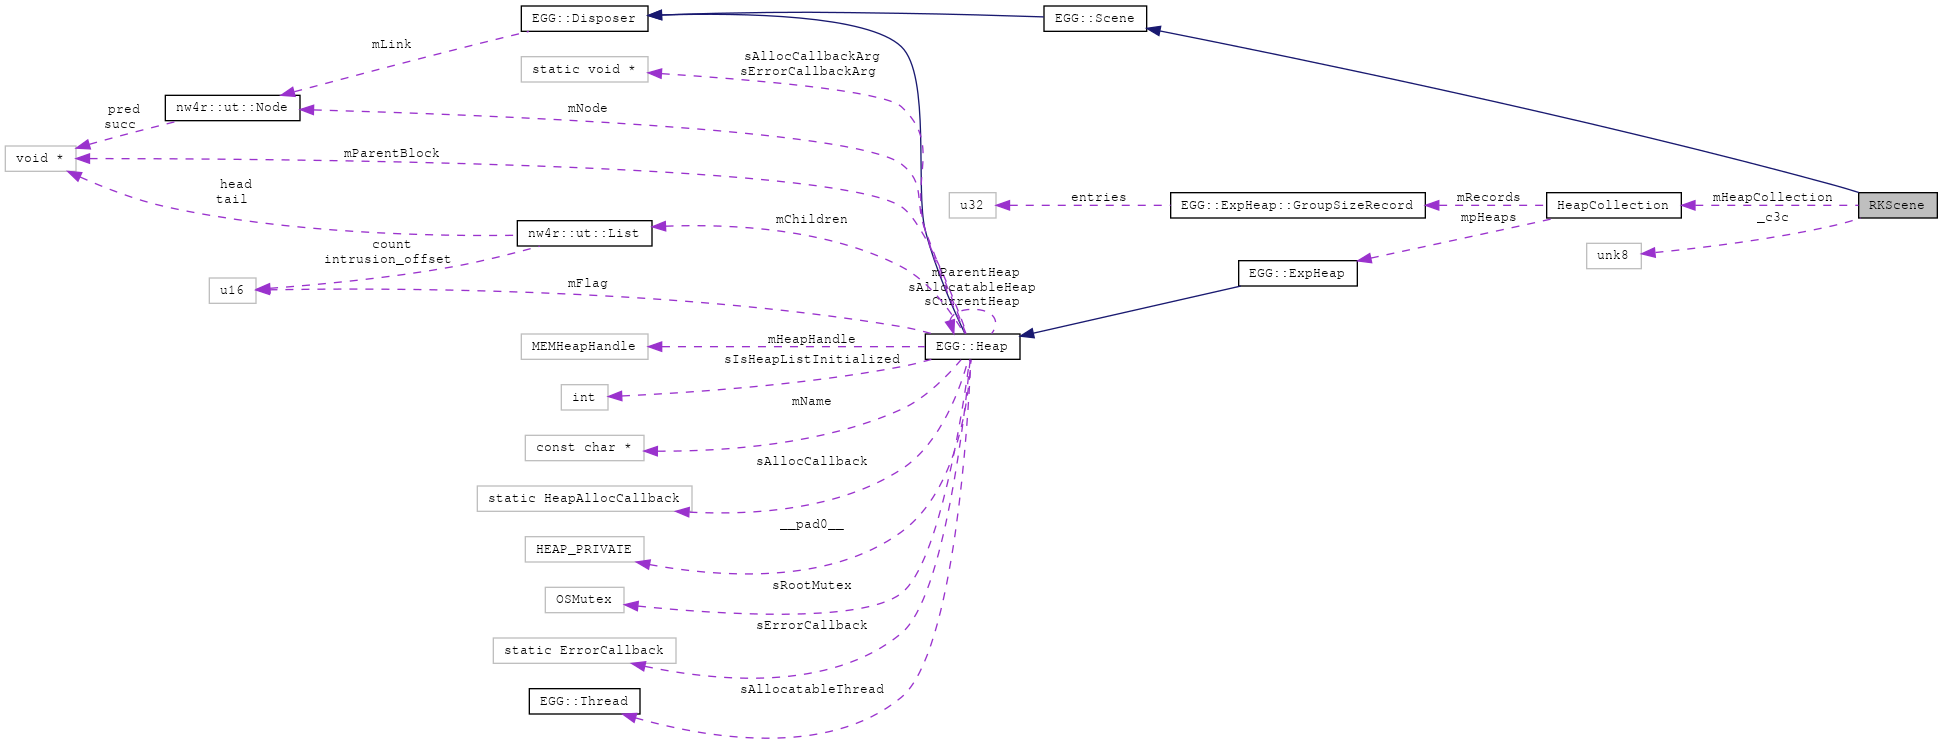 EGG::Disposer
EGG::Scene
mLink
static void *
sAllocCallbackArg
sErrorCallbackArg
nw4r::ut::Node
pred
succ
mNode
void *
mParentBlock
head
tail
mChildren
u32
entries
EGG::ExpHeap::GroupSizeRecord
mRecords
mpHeaps
HeapCollection
mHeapCollection
_c3c
RKScene
nw4r::ut::List
count
intrusion_offset
unk8
u16
mFlag
mParentHeap
sAllocatableHeap
sCurrentHeap
EGG::ExpHeap
MEMHeapHandle
mHeapHandle
EGG::Heap
sIsHeapListInitialized
int
mName
const char *
sAllocCallback
static HeapAllocCallback
__pad0__
HEAP_PRIVATE
sRootMutex
OSMutex
sErrorCallback
static ErrorCallback
sAllocatableThread
EGG::Thread